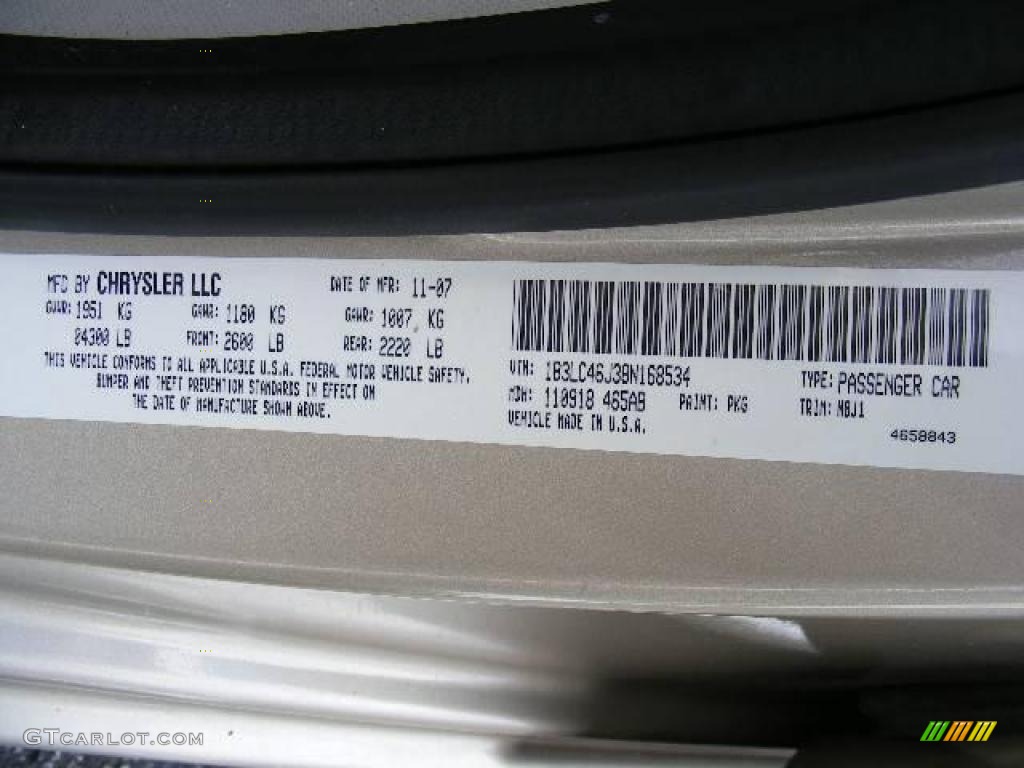 MFD BY CHRYSLER LLC DATE OF MFR: 11-07
GVWR: 1951 KG GAWR: 1180 KG GAWR: 1007 KG
04300 LB FRONT: 2600 LB REAR: 2220 LB
THIS VEHICLE CONFORMS TO ALL APPLICABLE U.S.A. FEDERAL MOTOR VEHICLE SAFETY,
BUMPER AND THEFT PREVENTION STANDARDS IN EFFECT ON
THE DATE OF MANUFACTURE SHOWN ABOVE.
VIN: 1B3LC46J38N168534 TYPE: PASSENGER CAR
MDH: 110918 465AB PAINT: PKG TRIM: M8J1
VEHICLE MADE IN U.S.A.
4658843
GTCarLot.com